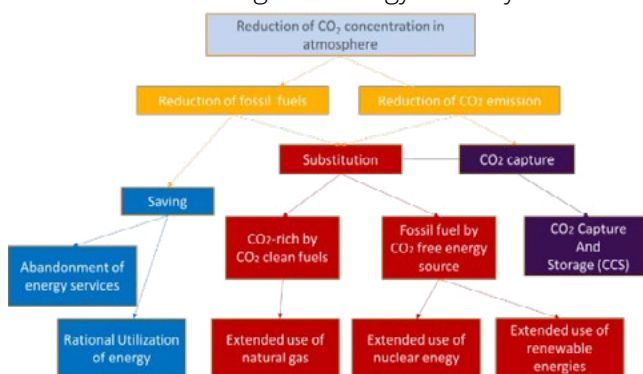 Reduction of CO₂ concentration in
atmosphere
Reduction of fossil fuels
Reduction of CO₂ emission
Substitution
CO₂ capture
Saving
CO₂-rich by
CO₂ clean fuels
Fossil fuel by
CO₂ free energy
source
CO₂ Capture
And
Storage (CCS)
Abandonment of
energy services
Rational Utilization
of energy
Extended use of
natural gas
Extended use of
nuclear enegy
Extended use of
renewable
energies